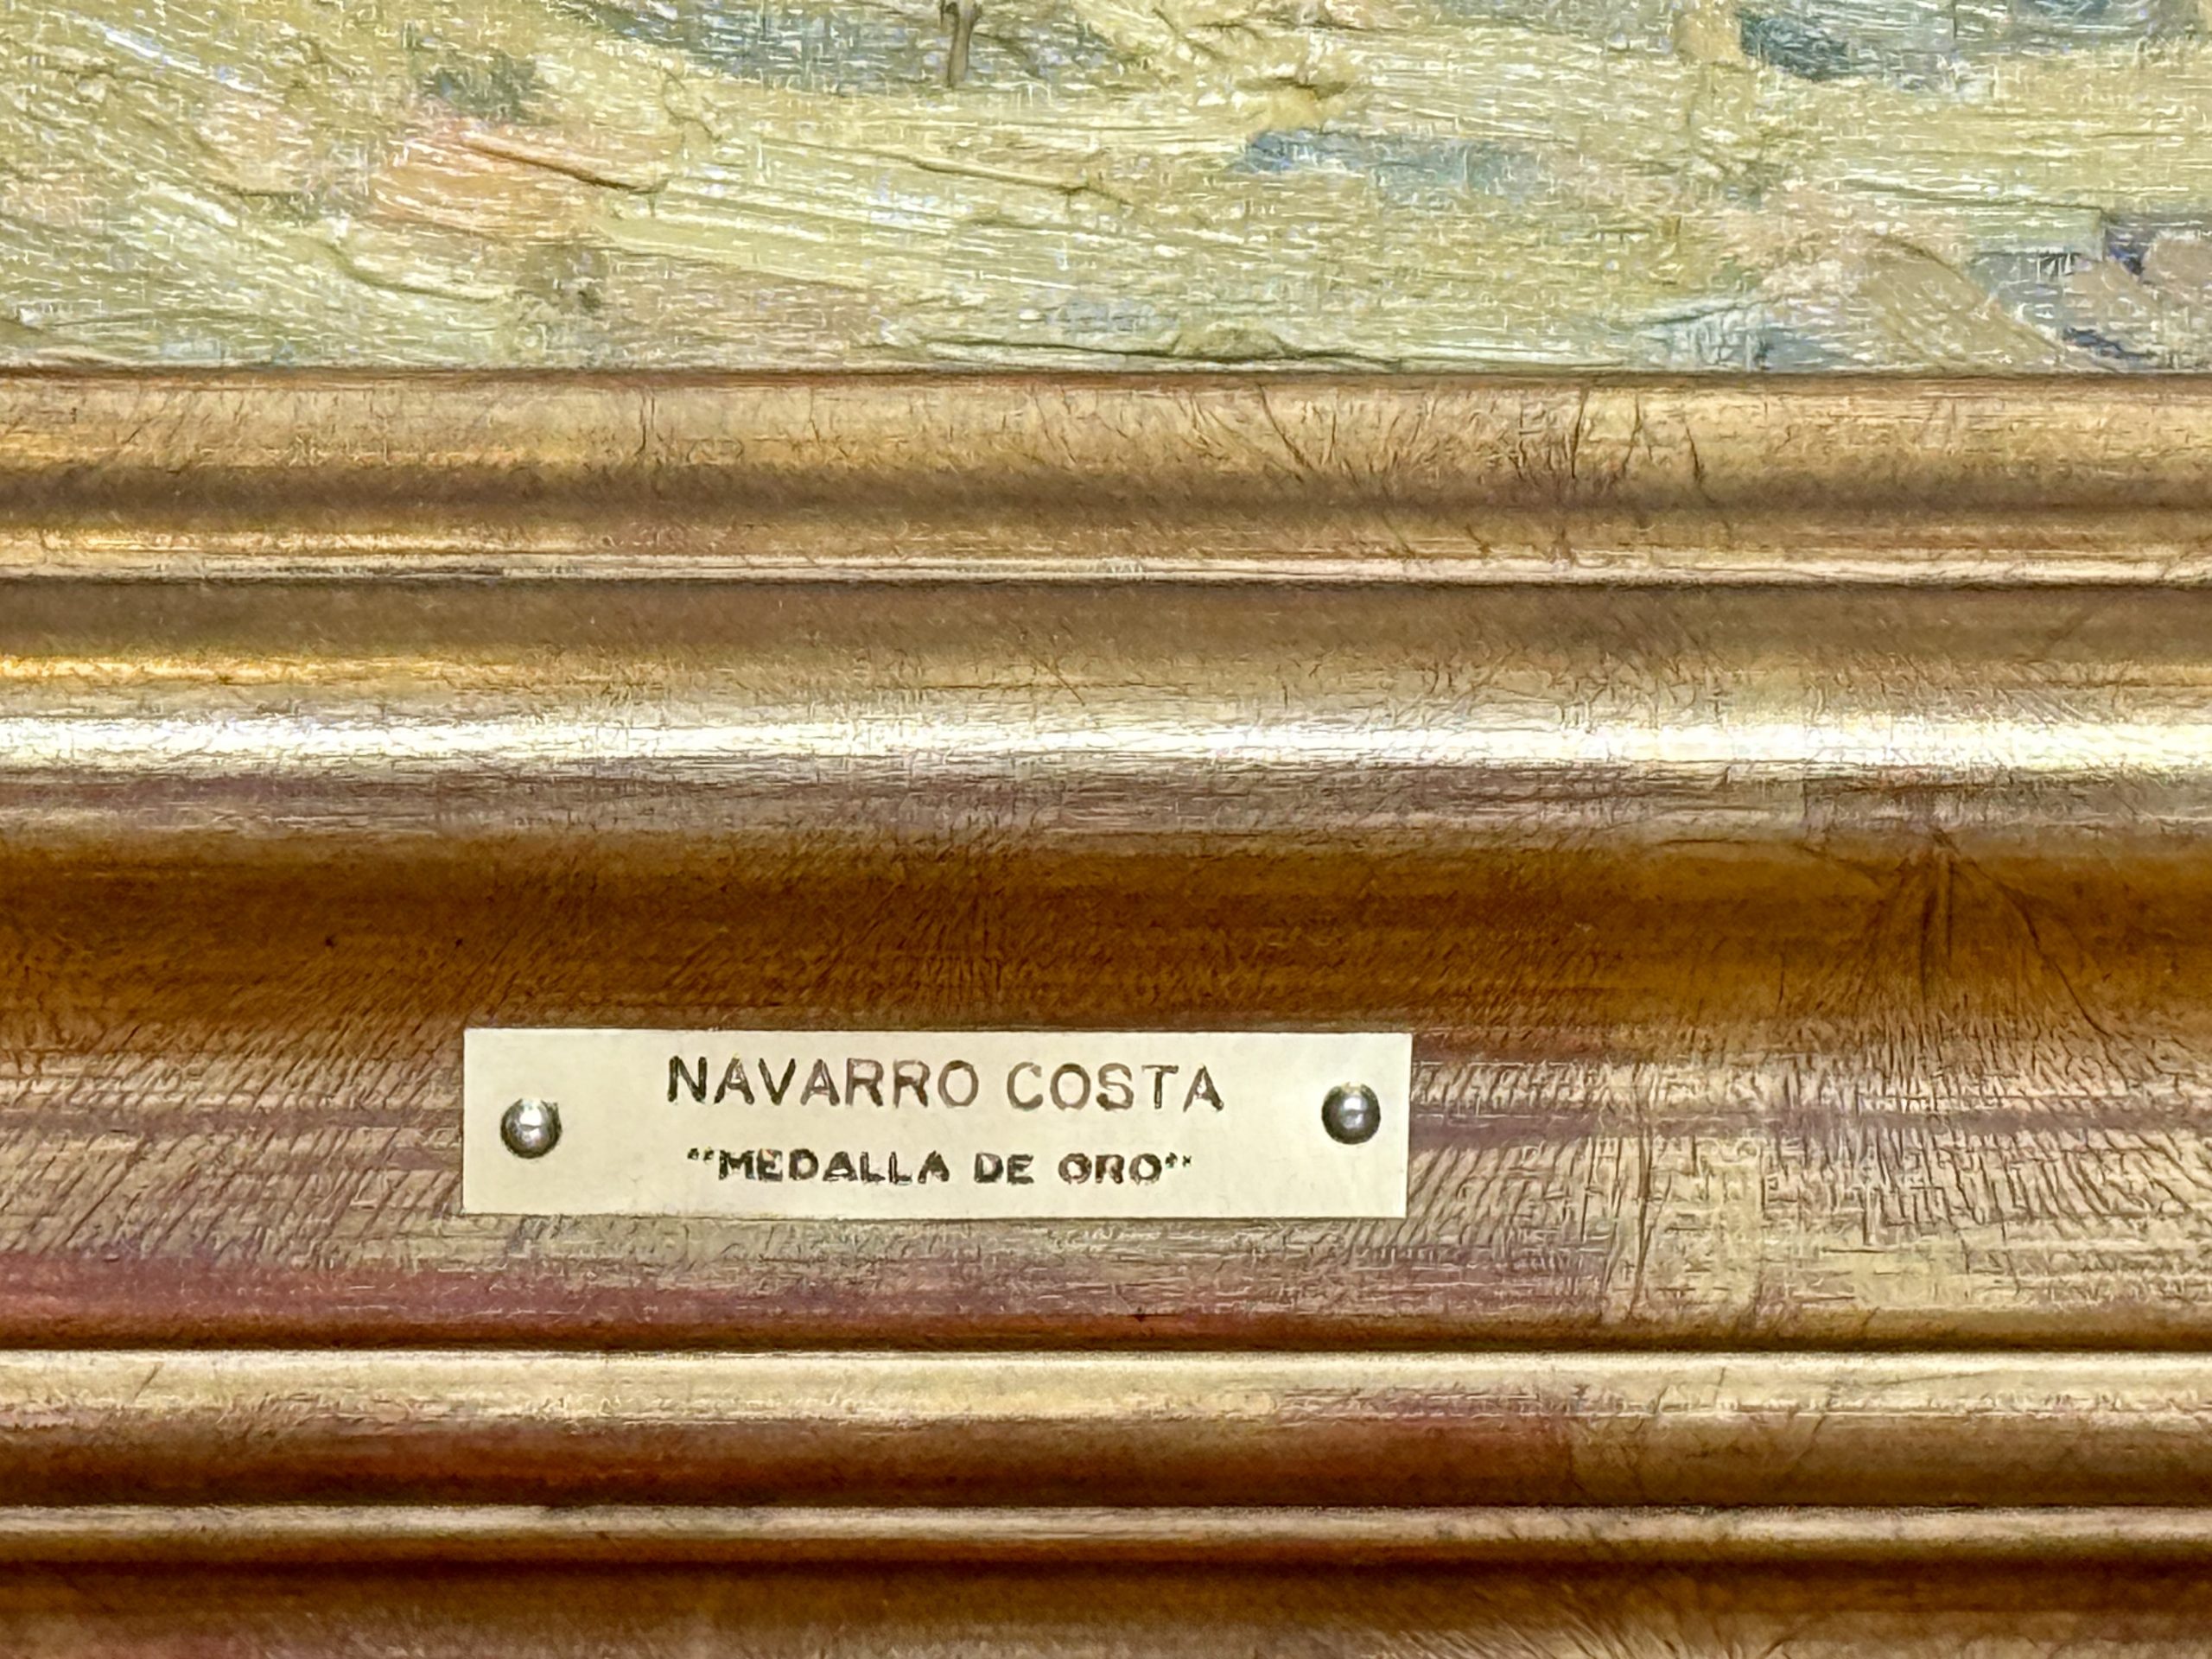 NAVARRO COSTA
"MEDALLA DE ORO"